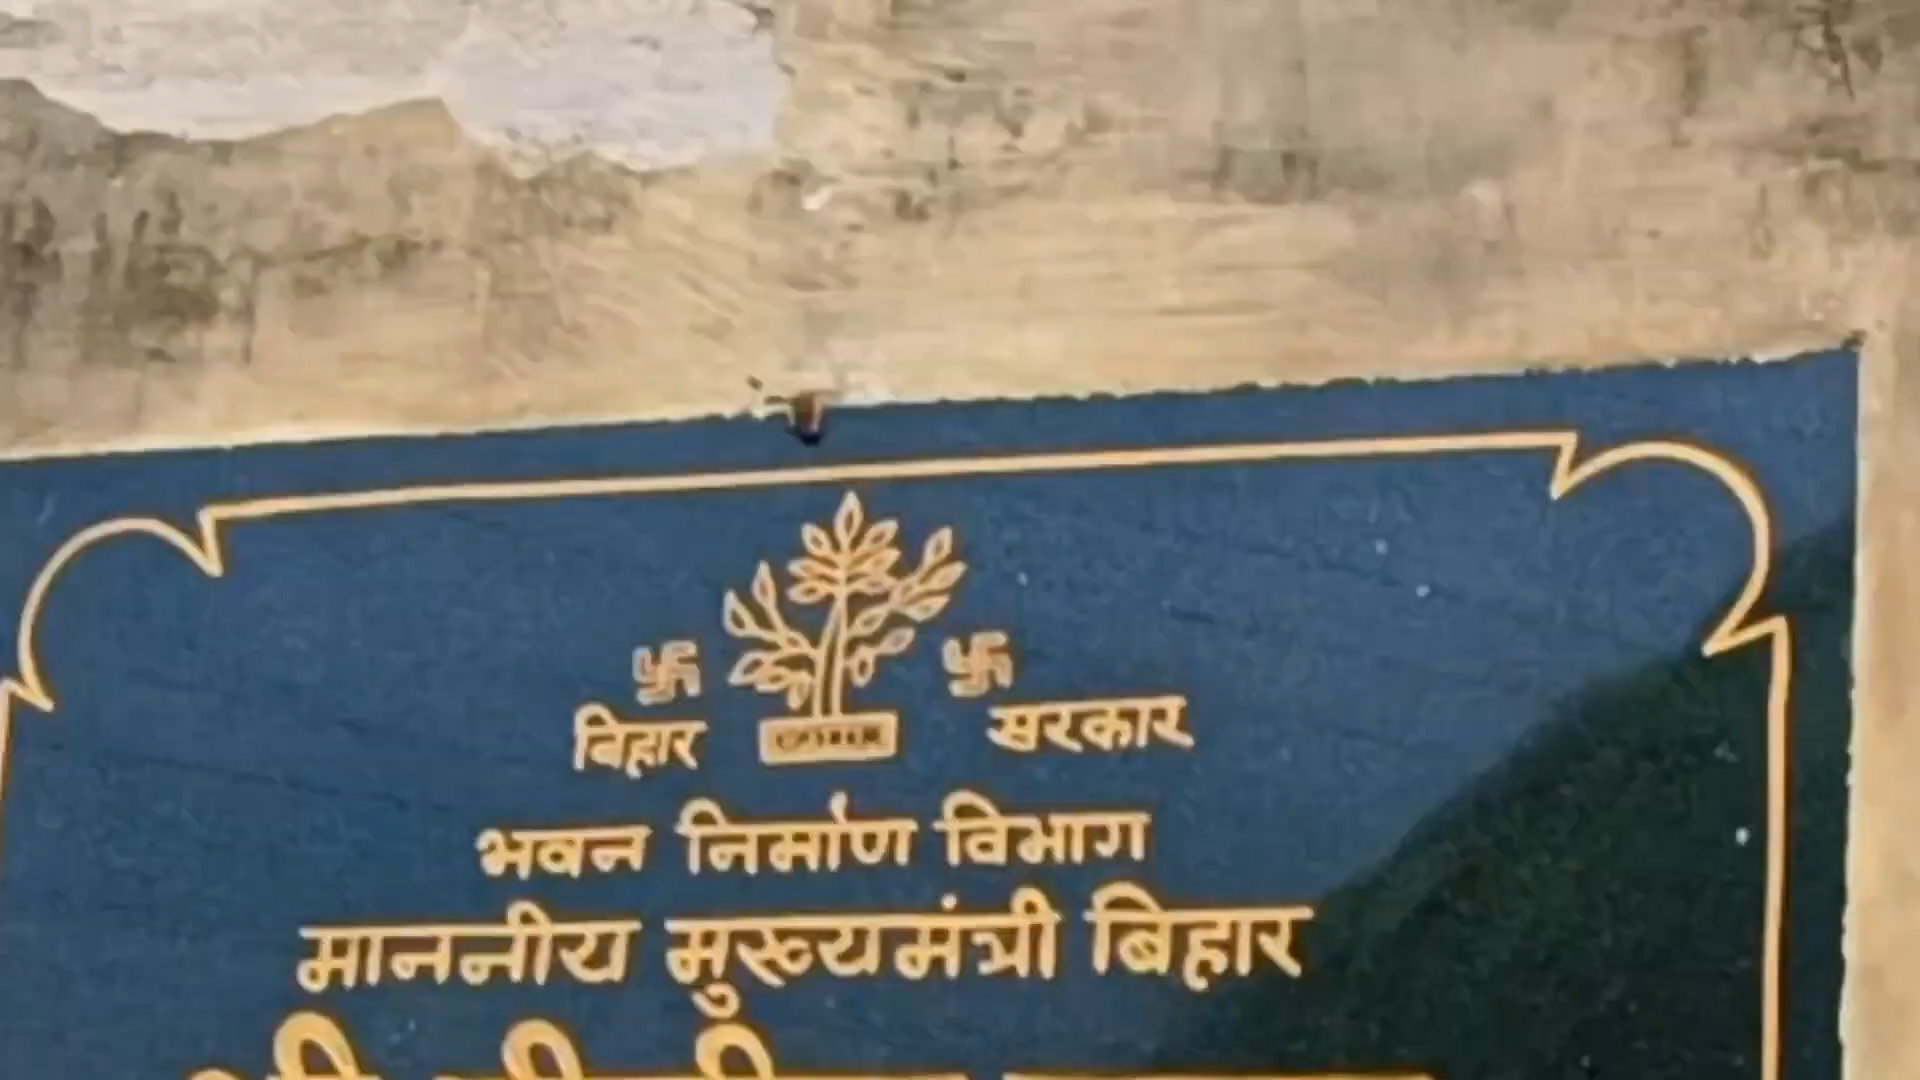 बिहार सरकार
भवन निर्माण विभाग
माननीय मुख्यमंत्री बिहार